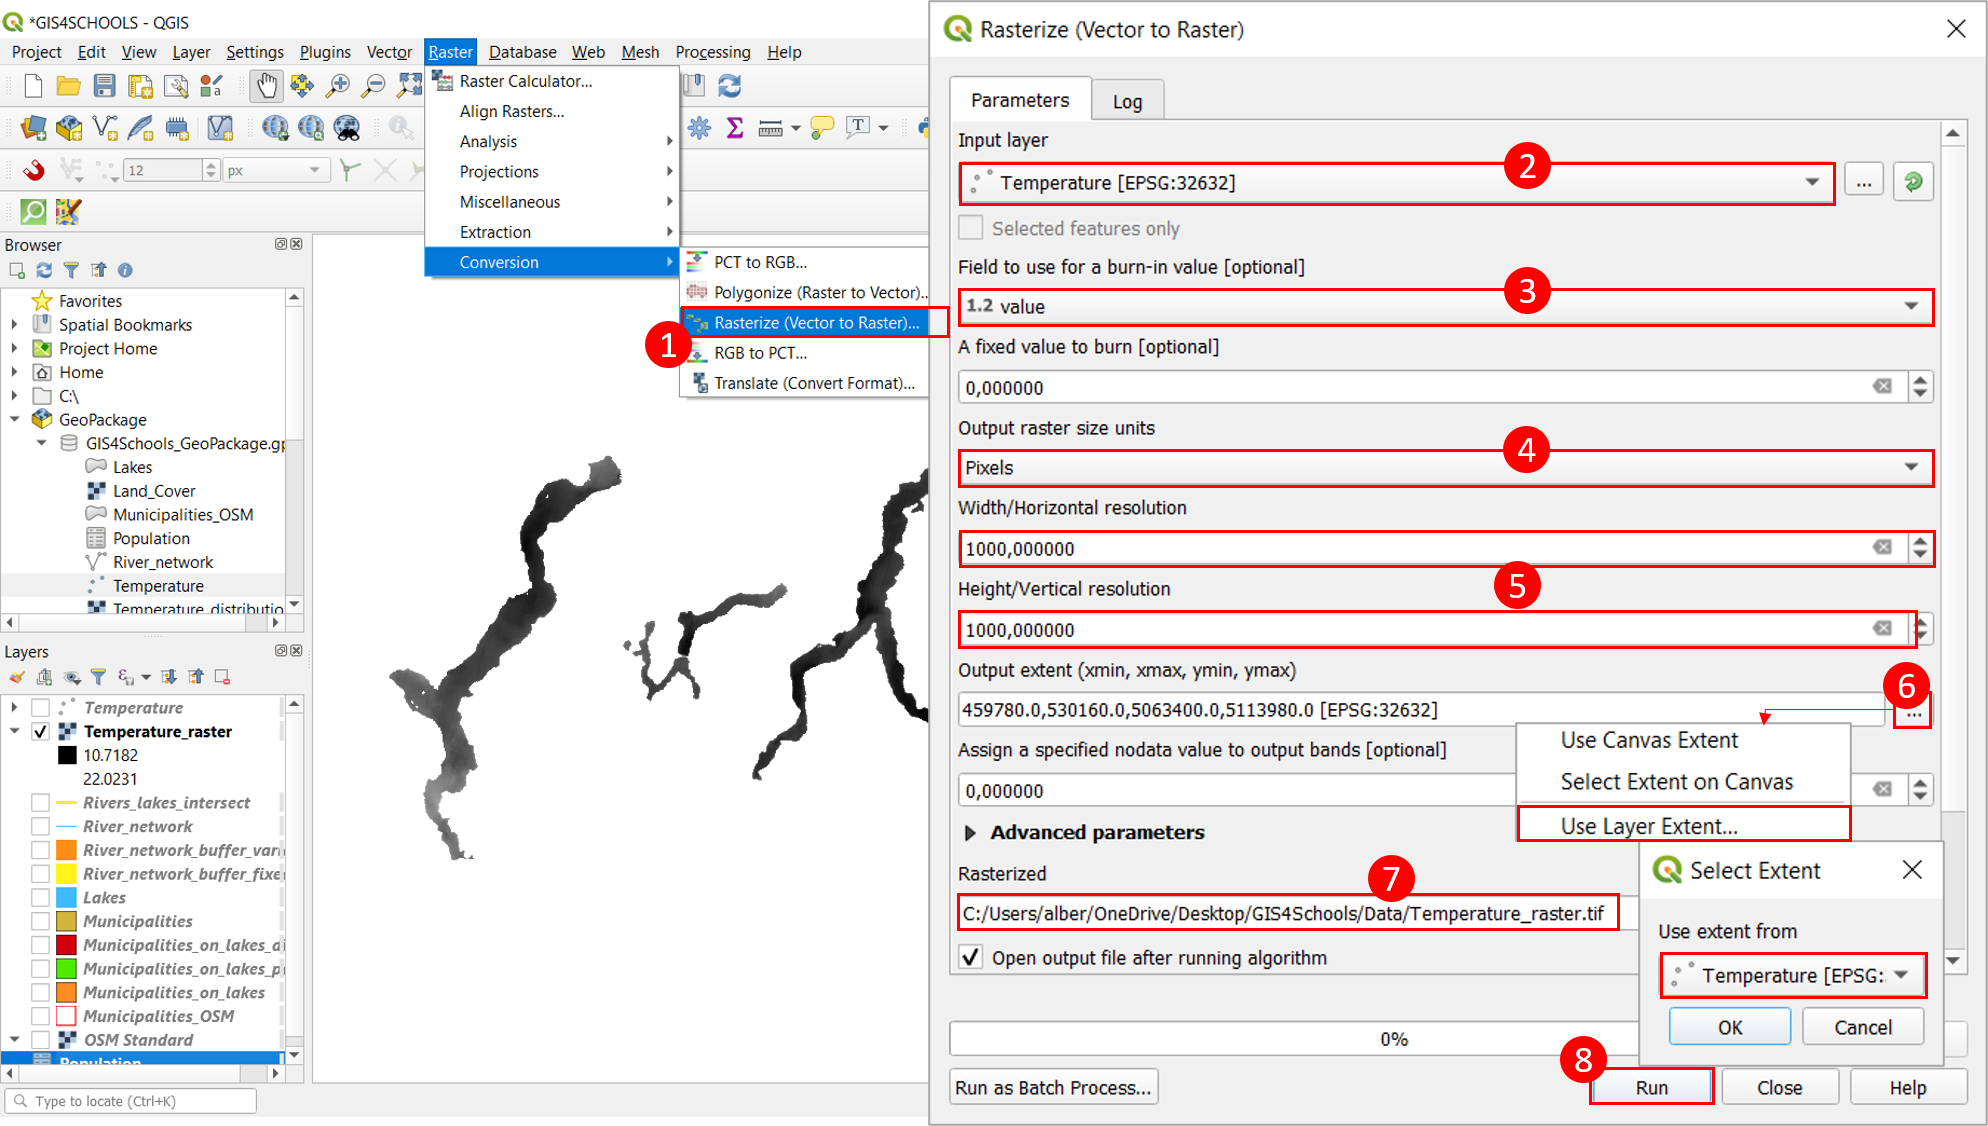 *GIS4SCHOOLS - QGIS
Project Edit View Layer Settings Plugins Vector Raster Database Web Mesh Processing Help
12
px
Raster Calculator...
Align Rasters...
Analysis
Projections
Miscellaneous
Extraction
Conversion
PCT to RGB...
Polygonize (Raster to Vector)..
Rasterize (Vector to Raster)...
RGB to PCT...
Translate (Convert Format)...
1
Browser
Favorites
Spatial Bookmarks
Project Home
Home
C:\
GeoPackage
GIS4Schools_GeoPackage.gp
Lakes
Land_Cover
Municipalities_OSM
Population
River_network
Temperature
Temperature_distributio
Layers
Temperature
Temperature_raster
10.7182
22.0231
Rivers_lakes_intersect
River_network
River_network_buffer_vari
River_network_buffer_fixe
Lakes
Municipalities
Municipalities_on_lakes_d
Municipalities_on_lakes_p
Municipalities_on_lakes
Municipalities_OSM
OSM Standard
Population
Type to locate (Ctrl+K)
Rasterize (Vector to Raster)
Parameters
Log
Input layer
2
Temperature [EPSG:32632]
...
Selected features only
Field to use for a burn-in value [optional]
3
1.2 value
A fixed value to burn [optional]
0,000000
Output raster size units
4
Pixels
Width/Horizontal resolution
1000,000000
5
Height/Vertical resolution
1000,000000
Output extent (xmin, xmax, ymin, ymax)
6
459780.0,530160.0,5063400.0,5113980.0 [EPSG:32632]
...
Use Canvas Extent
Select Extent on Canvas
Use Layer Extent...
Assign a specified nodata value to output bands [optional]
0,000000
Advanced parameters
Rasterized
7
C:/Users/alber/OneDrive/Desktop/GIS4Schools/Data/Temperature_raster.tif
Open output file after running algorithm
Select Extent
Use extent from
Temperature [EPSG:
OK
Cancel
0%
8
Run as Batch Process...
Run
Close
Help